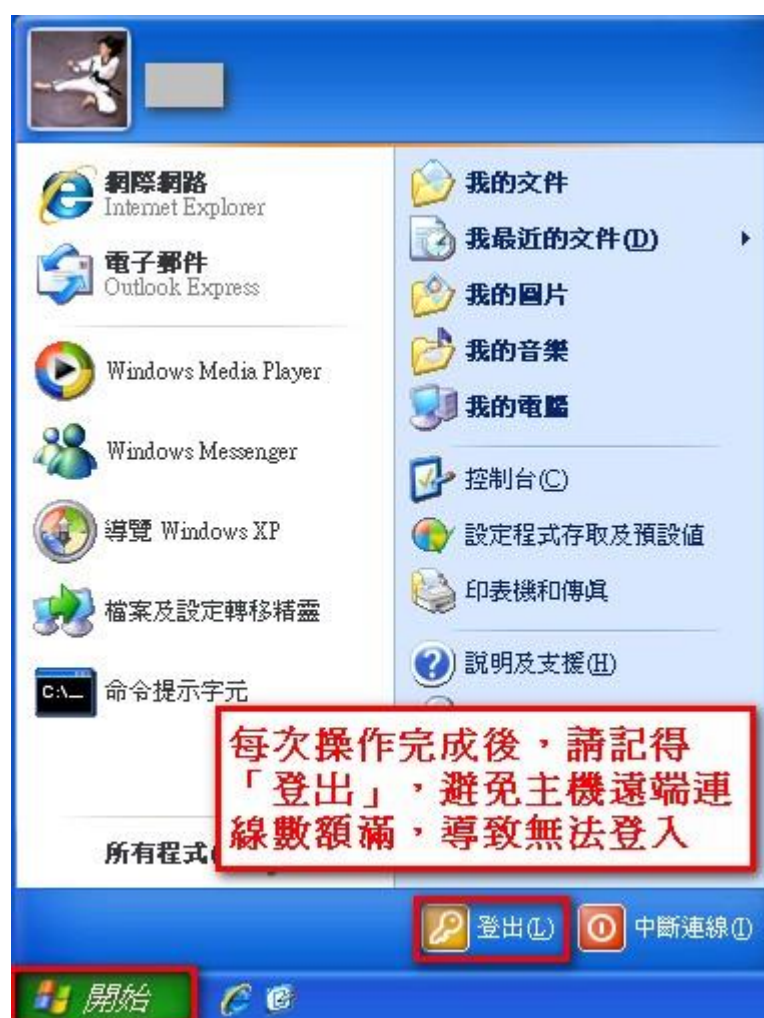 網際網路
Internet Explorer
電子郵件
Outlook Express
Windows Media Player
Windows Messenger
導覽 Windows XP
檔案及設定轉移精靈
C:\_
命令提示字元
所有程式(
我的文件
我最近的文件(D)
我的圖片
我的音樂
我的電腦
控制台(C)
設定程式存取及預設值
印表機和傳真
說明及支援(H)
每次操作完成後，請記得
「登出」，避免主機遠端連
線數額滿，導致無法登入
登出(L)
中斷連線(I)
開始